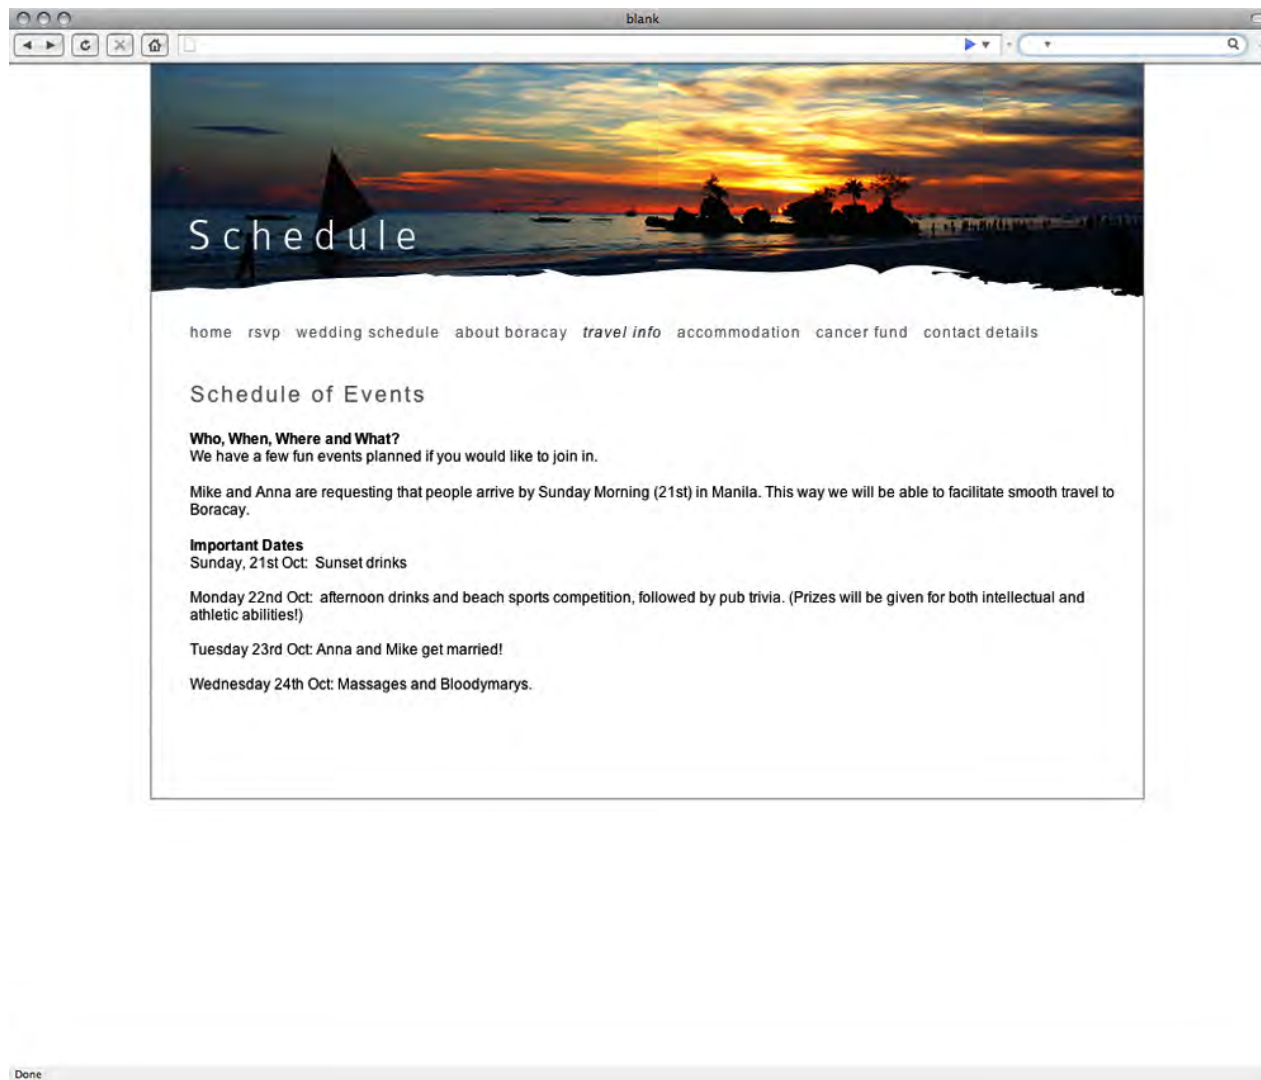 blank
Schedule
home rsvp wedding schedule about boracay travel info accommodation cancer fund contact details
Schedule of Events
Who, When, Where and What?
We have a few fun events planned if you would like to join in.
Mike and Anna are requesting that people arrive by Sunday Morning (21st) in Manila. This way we will be able to facilitate smooth travel to
Boracay.
Important Dates
Sunday, 21st Oct:  Sunset drinks
Monday 22nd Oct:  afternoon drinks and beach sports competition, followed by pub trivia. (Prizes will be given for both intellectual and
athletic abilities!)
Tuesday 23rd Oct: Anna and Mike get married!
Wednesday 24th Oct: Massages and Bloodymarys.
Done